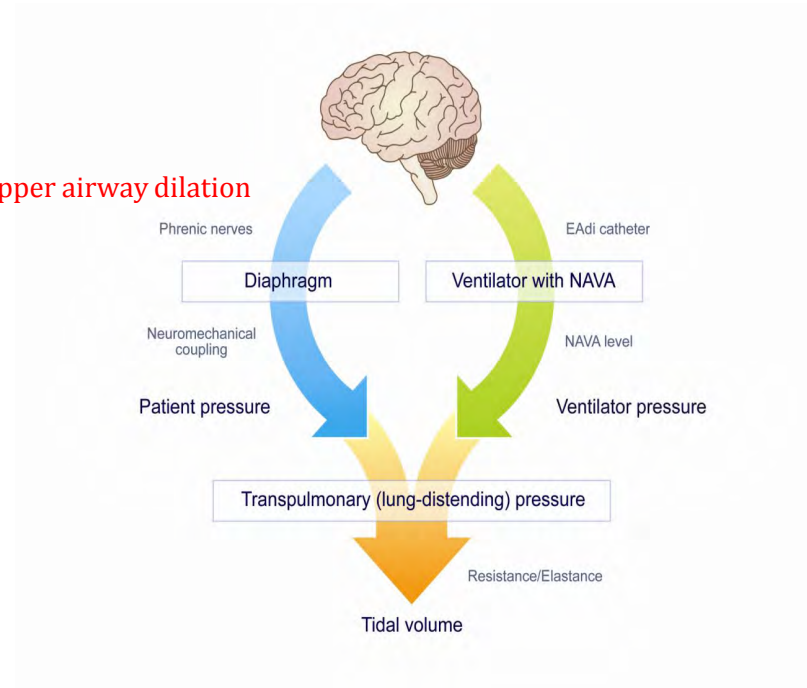 pper airway dilation
Phrenic nerves
EAdi catheter
Diaphragm
Ventilator with NAVA
Neuromechanical
coupling
NAVA level
Patient pressure
Ventilator pressure
Transpulmonary (lung-distending) pressure
Resistance/Elastance
Tidal volume